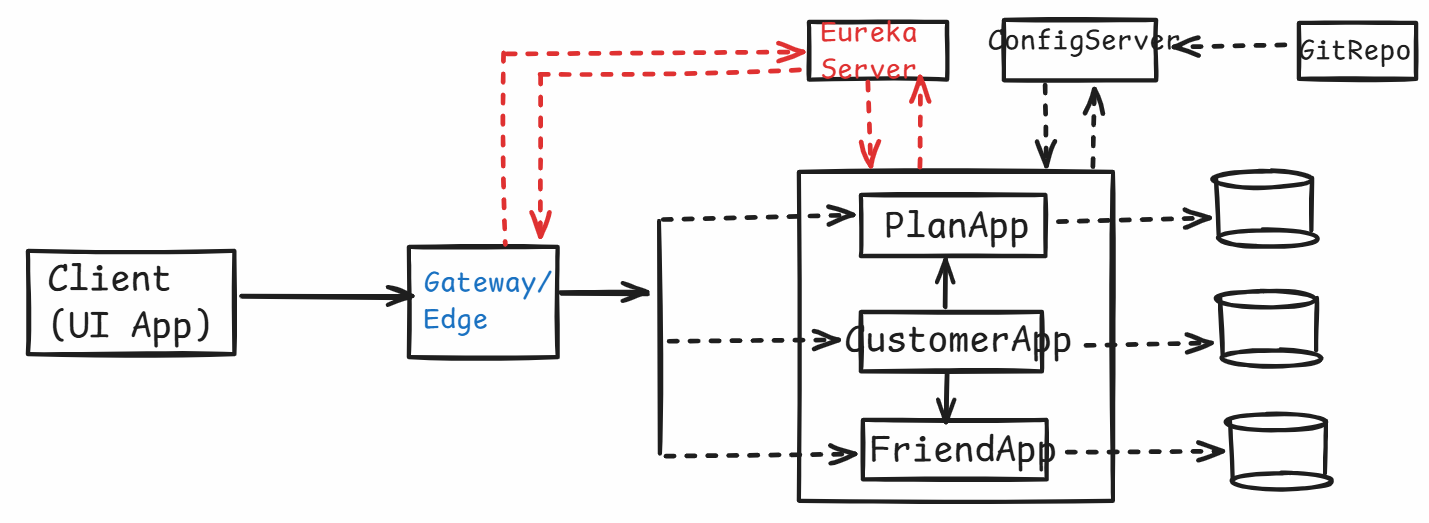 Eureka
Server
ConfigServer
GitRepo
Client
(UI App)
Gateway/
Edge
PlanApp
CustomerApp
FriendApp